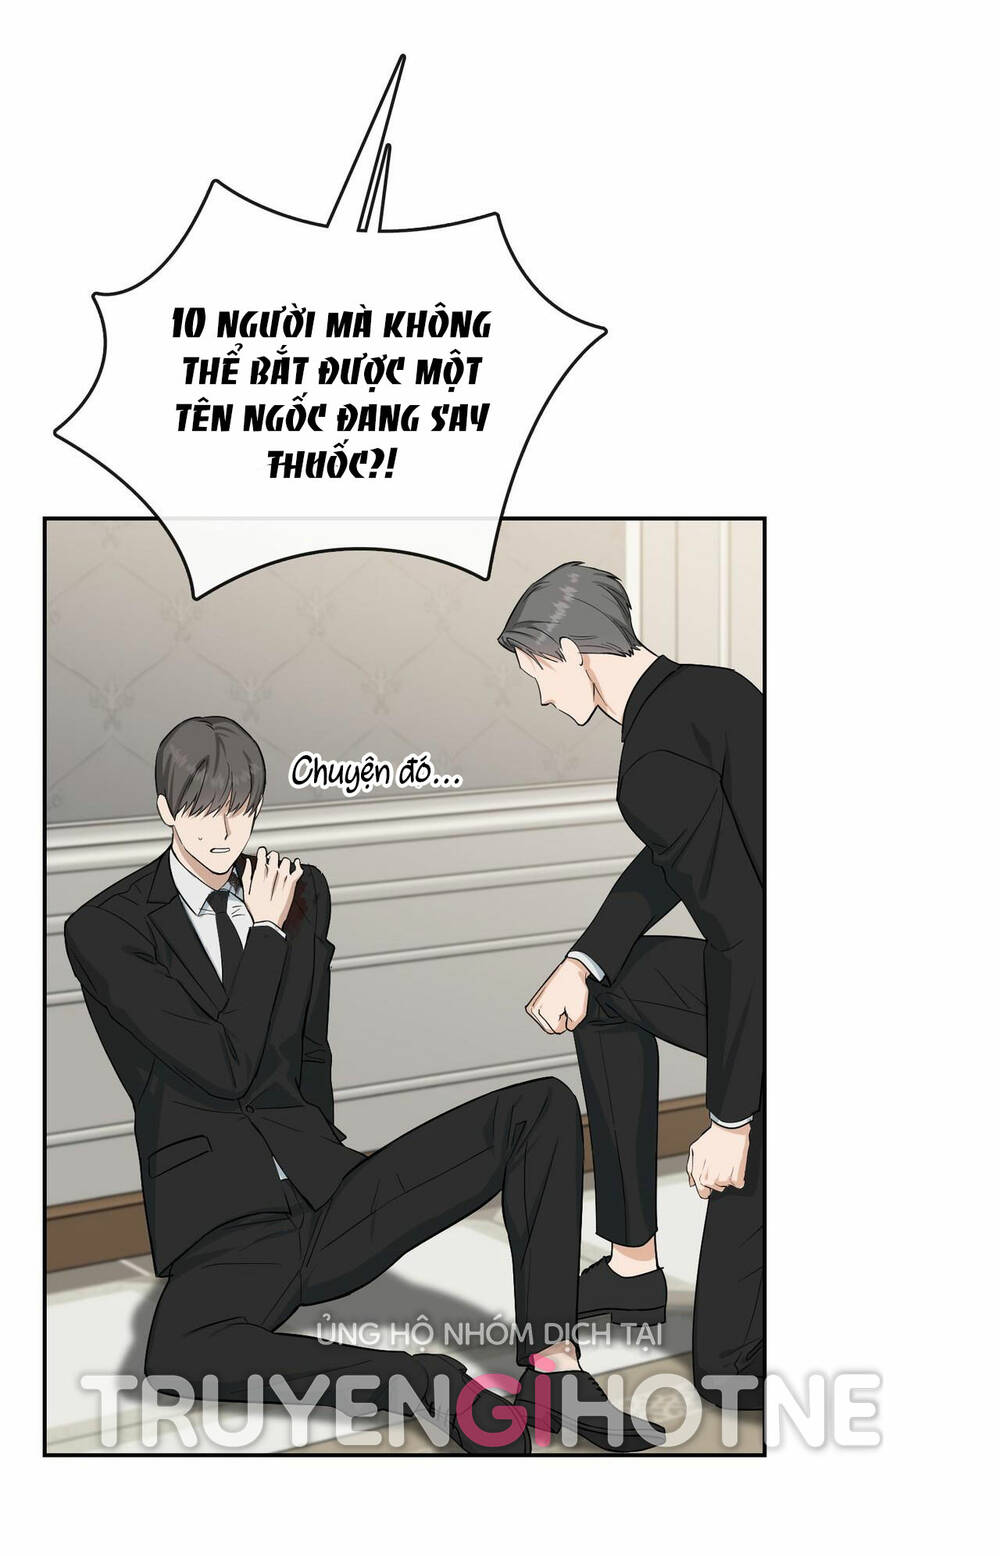 10 NGƯỜI MÀ KHÔNG
THỂ BẮT ĐƯỢC MỘT
TÊN NGỐC ĐANG SAY
THUỐC?!
Chuyện đó...
ỦNG HỘ NHÓM DỊCH TẠI
TRUYENGIHOTNE